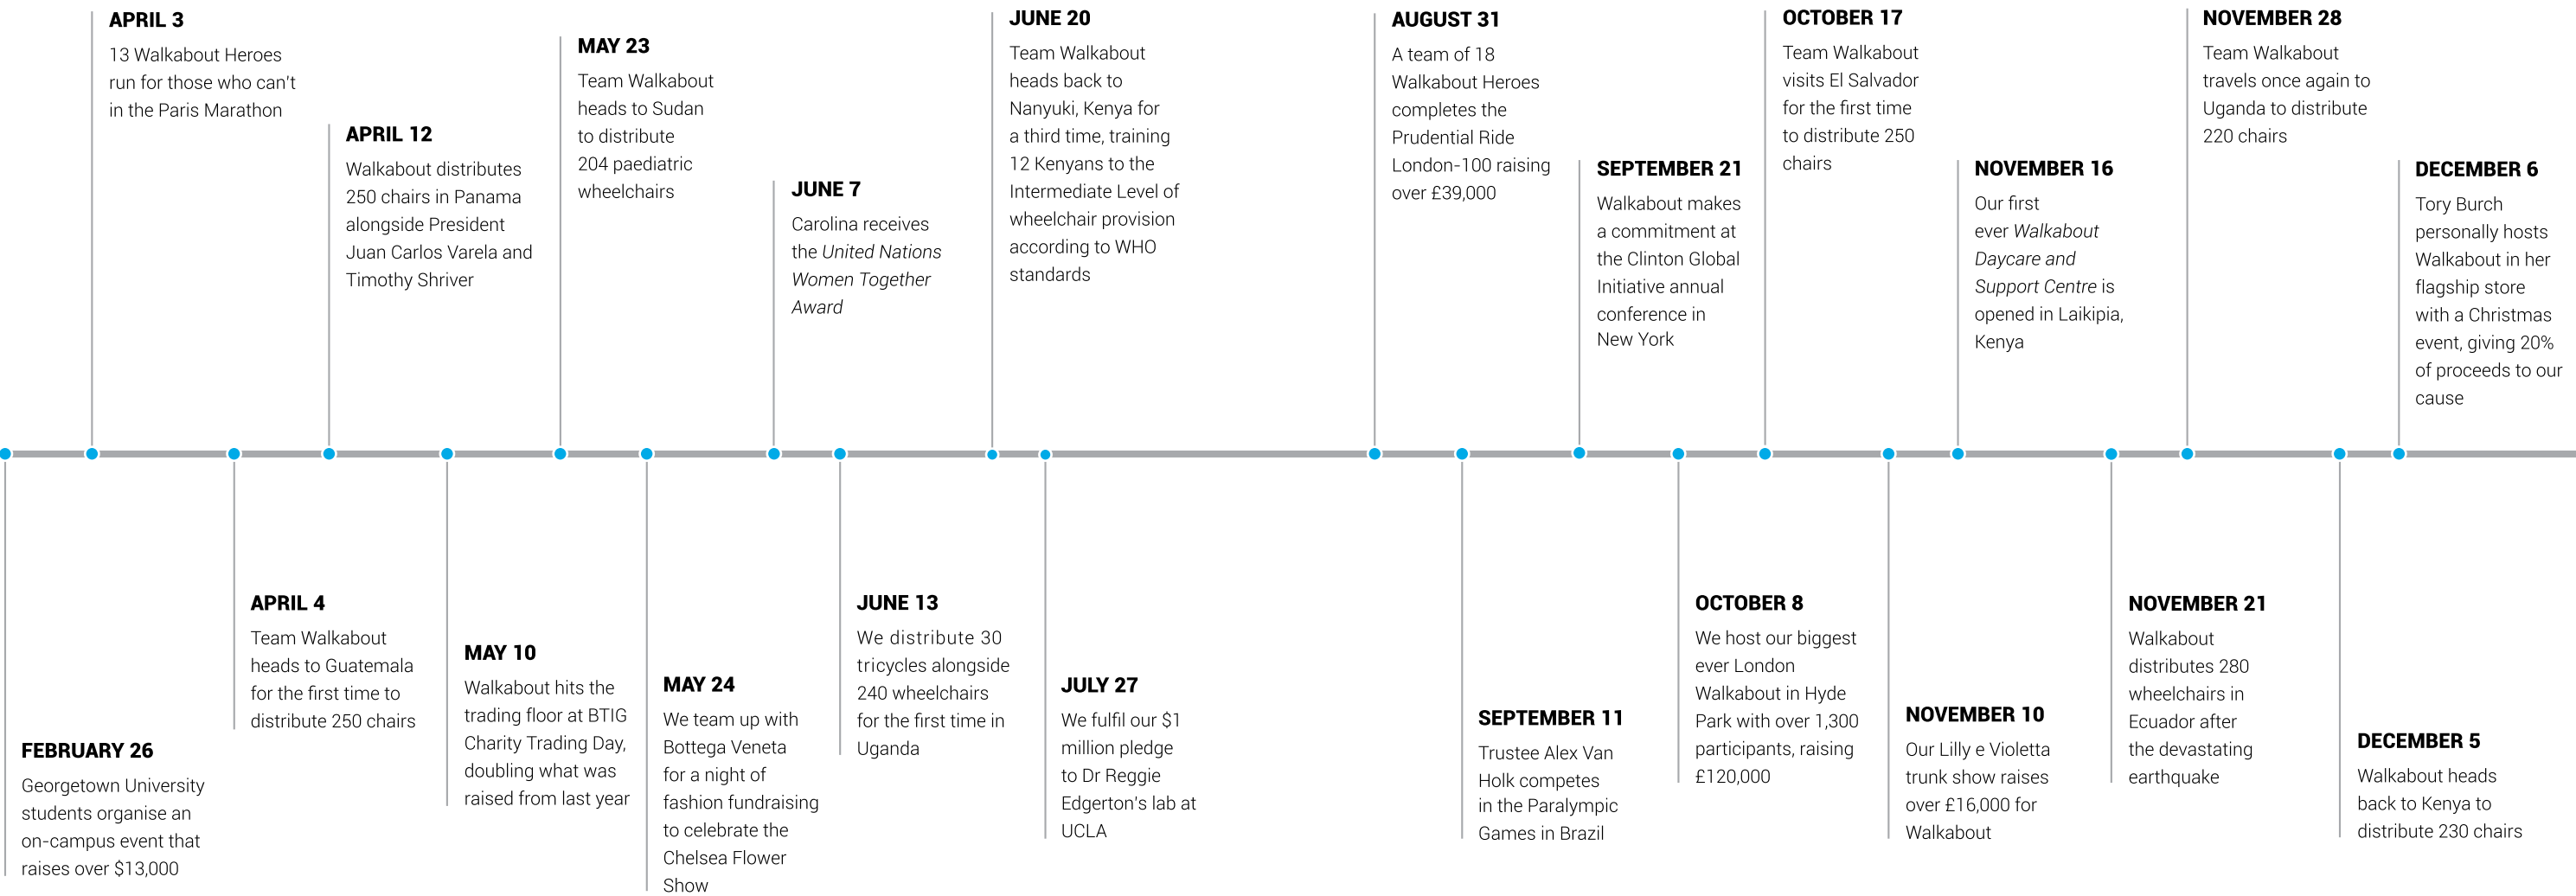 APRIL 3
13 Walkabout Heroes
run for those who can't
in the Paris Marathon
APRIL 12
Walkabout distributes
250 chairs in Panama
alongside President
Juan Carlos Varela and
Timothy Shriver
MAY 23
Team Walkabout
heads to Sudan
to distribute
204 paediatric
wheelchairs
JUNE 7
Carolina receives
the United Nations
Women Together
Award
JUNE 20
Team Walkabout
heads back to
Nanyuki, Kenya for
a third time, training
12 Kenyans to the
Intermediate Level of
wheelchair provision
according to WHO
standards
AUGUST 31
A team of 18
Walkabout Heroes
completes the
Prudential Ride
London-100 raising
over £39,000
SEPTEMBER 21
Walkabout makes
a commitment at
the Clinton Global
Initiative annual
conference in
New York
OCTOBER 17
Team Walkabout
visits El Salvador
for the first time
to distribute 250
chairs
NOVEMBER 16
Our first
ever Walkabout
Daycare and
Support Centre is
opened in Laikipia,
Kenya
NOVEMBER 28
Team Walkabout
travels once again to
Uganda to distribute
220 chairs
DECEMBER 6
Tory Burch
personally hosts
Walkabout in her
flagship store
with a Christmas
event, giving 20%
of proceeds to our
cause
FEBRUARY 26
Georgetown University
students organise an
on-campus event that
raises over $13,000
APRIL 4
Team Walkabout
heads to Guatemala
for the first time to
distribute 250 chairs
MAY 10
Walkabout hits the
trading floor at BTIG
Charity Trading Day,
doubling what was
raised from last year
MAY 24
We team up with
Bottega Veneta
for a night of
fashion fundraising
to celebrate the
Chelsea Flower
Show
JUNE 13
We distribute 30
tricycles alongside
240 wheelchairs
for the first time in
Uganda
JULY 27
We fulfil our $1
million pledge
to Dr Reggie
Edgerton's lab at
UCLA
SEPTEMBER 11
Trustee Alex Van
Holk competes
in the Paralympic
Games in Brazil
OCTOBER 8
We host our biggest
ever London
Walkabout in Hyde
Park with over 1,300
participants, raising
£120,000
NOVEMBER 10
Our Lilly e Violetta
trunk show raises
over £16,000 for
Walkabout
NOVEMBER 21
Walkabout
distributes 280
wheelchairs in
Ecuador after
the devastating
earthquake
DECEMBER 5
Walkabout heads
back to Kenya to
distribute 230 chairs